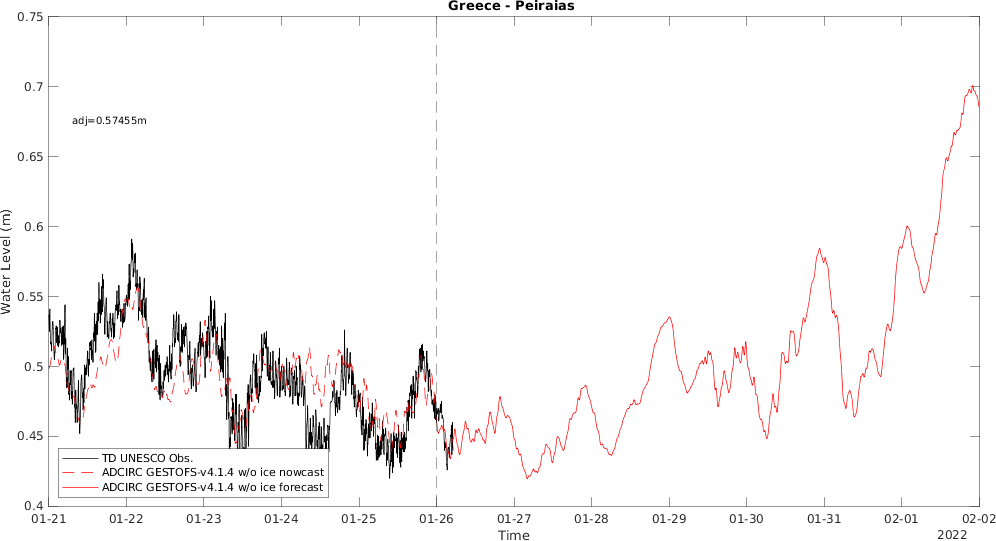 Greece - Peiraias
0.75
0.7
0.65
0.6
0.55
0.5
0.45
0.4
Water Level (m)
adj=0.57455m
TD UNESCO Obs.
ADCIRC GESTOFS-v4.1.4 w/o ice nowcast
ADCIRC GESTOFS-v4.1.4 w/o ice forecast
01-21 01-22 01-23 01-24 01-25 01-26 01-27 01-28 01-29 01-30 01-31 02-01 02-02
Time
2022